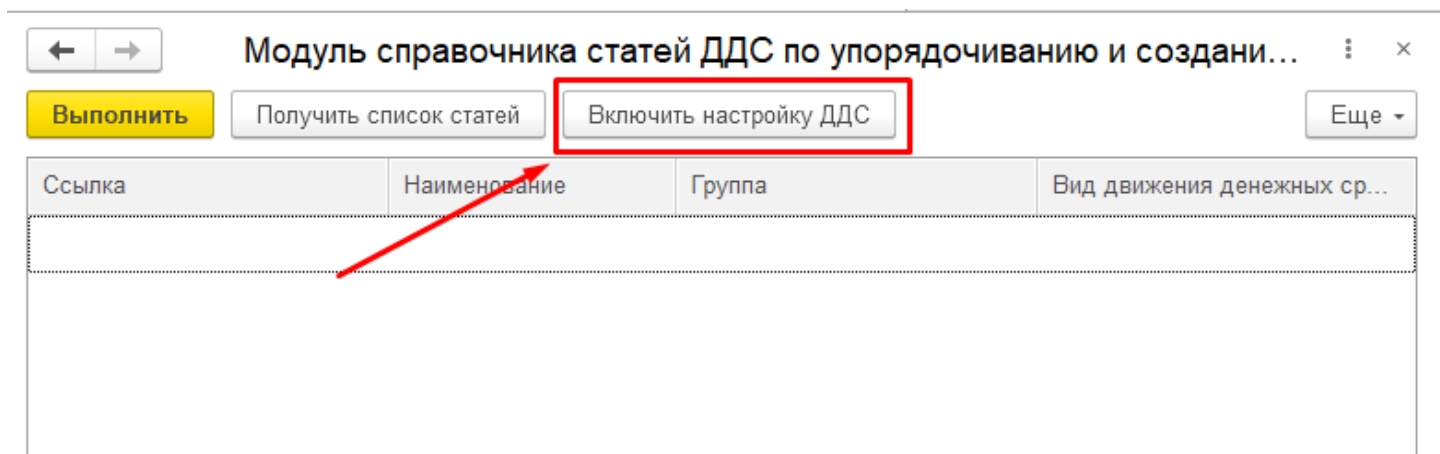 Модуль справочника статей ДДС по упорядочиванию и создани...
Выполнить Получить список статей Включить настройку ДДС Еще
Ссылка Наименование Группа Вид движения денежных ср...